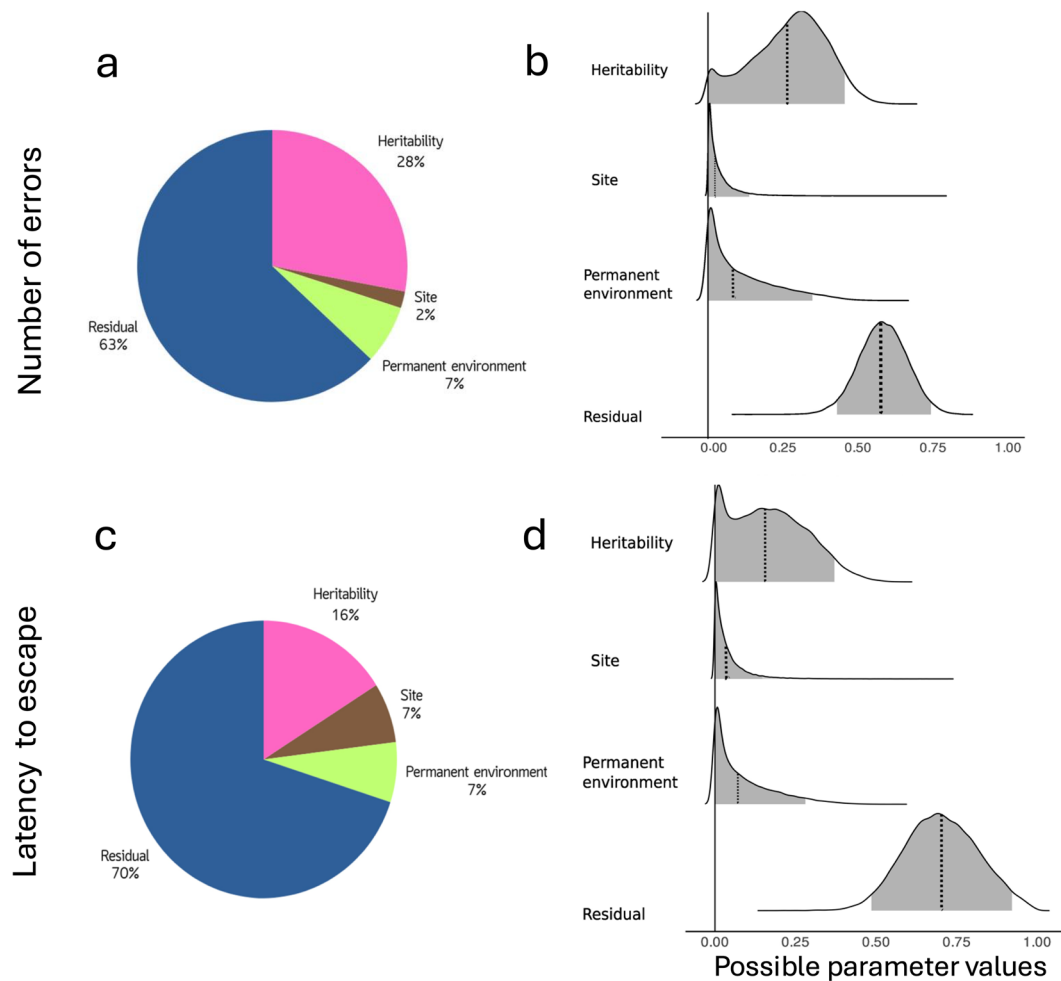 Number of errors
a
Heritability
28%
Site
2%
Permanent environment
7%
Residual
63%
b
Heritability
Site
Permanent
environment
Residual
0.00 0.25 0.50 0.75 1.00
Latency to escape
c
Heritability
16%
Site
7%
Permanent environment
7%
Residual
70%
d
Heritability
Site
Permanent
environment
Residual
0.00 0.25 0.50 0.75 1.00
Possible parameter values